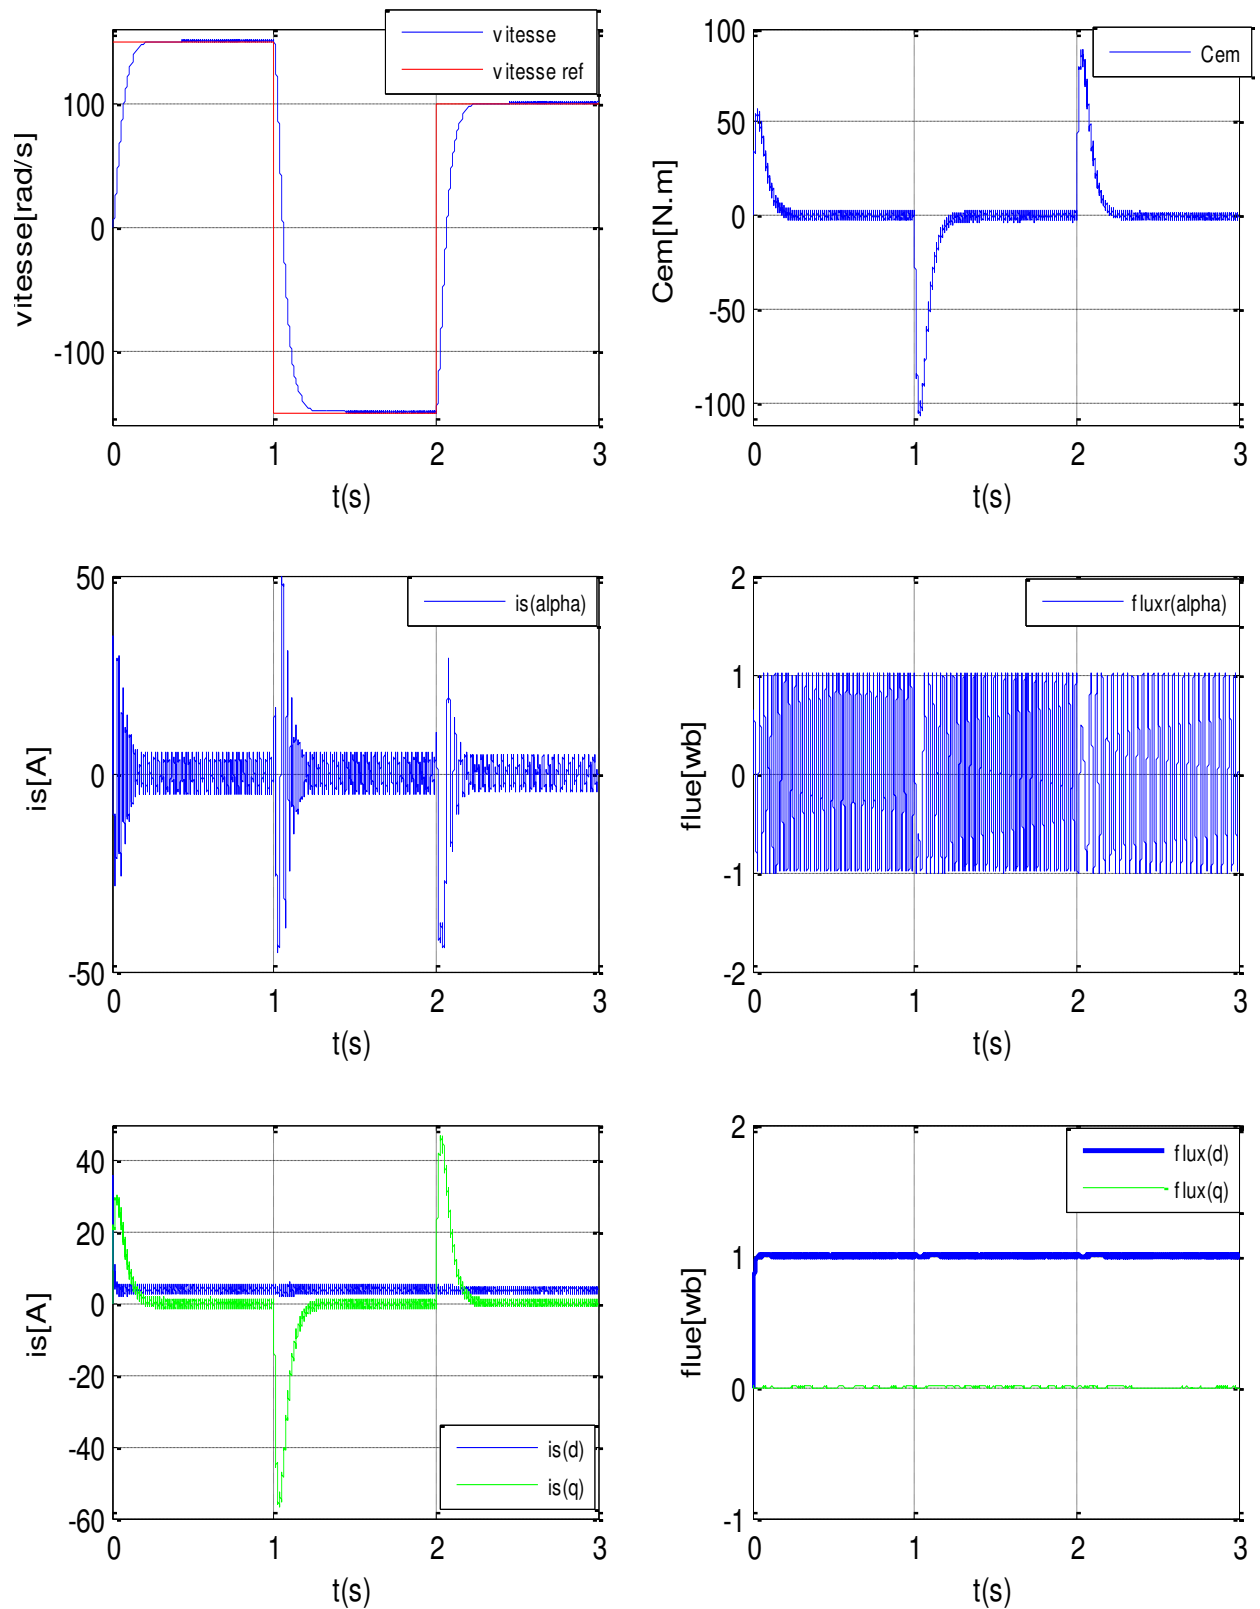 vitesse
vitesse ref
100
0
-100
vitesse[rad/s]
0 1 2 3
t(s)
Cem
100
50
0
-50
-100
Cem[N.m]
0 1 2 3
t(s)
is(alpha)
50
0
-50
is[A]
0 1 2 3
t(s)
fluxr(alpha)
2
1
0
-1
-2
flue[wb]
0 1 2 3
t(s)
40
20
0
-20
-40
-60
is[A]
is(d)
is(q)
0 1 2 3
t(s)
flux(d)
flux(q)
2
1
0
-1
flue[wb]
0 1 2 3
t(s)